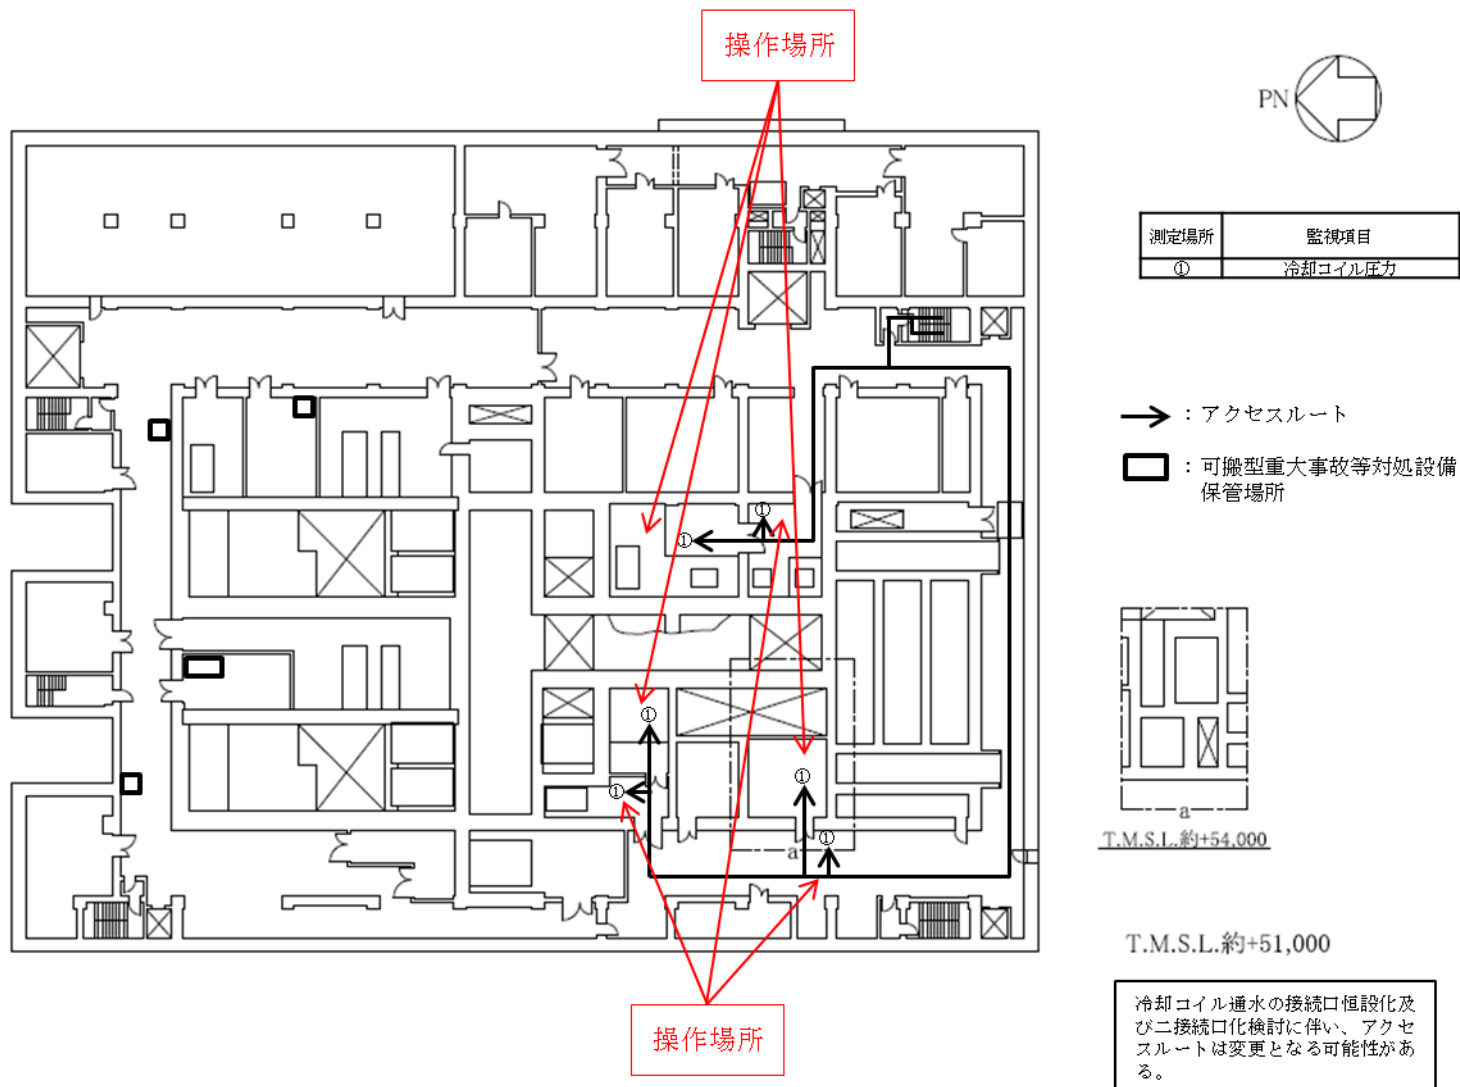 操作場所
PN
測定場所 監視項目
① 冷却コイル圧力
：アクセスルート
：可搬型重大事故等対処設備
保管場所
①
①
①
①
①
①
a
a
T.M.S.L.約+54,000
T.M.S.L.約+51,000
操作場所
冷却コイル通水の接続口恒設化及
び二接続口化検討に伴い、アクセ
スルートは変更となる可能性があ
る。